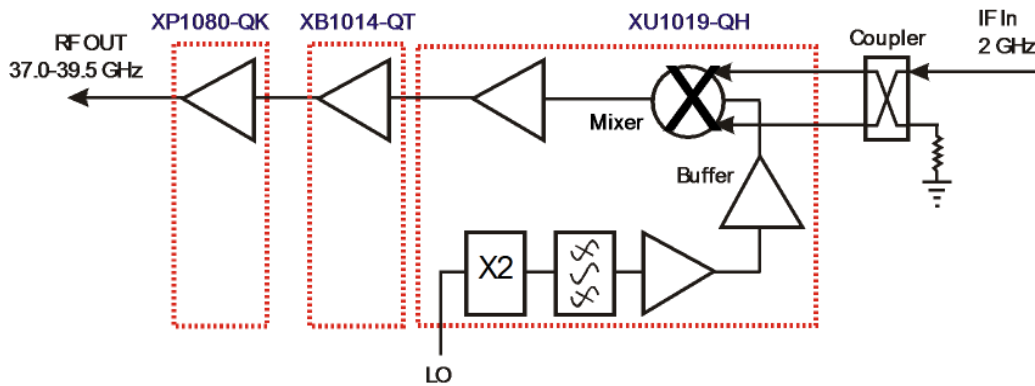 XP1080-QK
XB1014-QT
XU1019-QH
RF OUT
37.0-39.5 GHz
Coupler
IF In
2 GHz
Mixer
Buffer
X2
LO